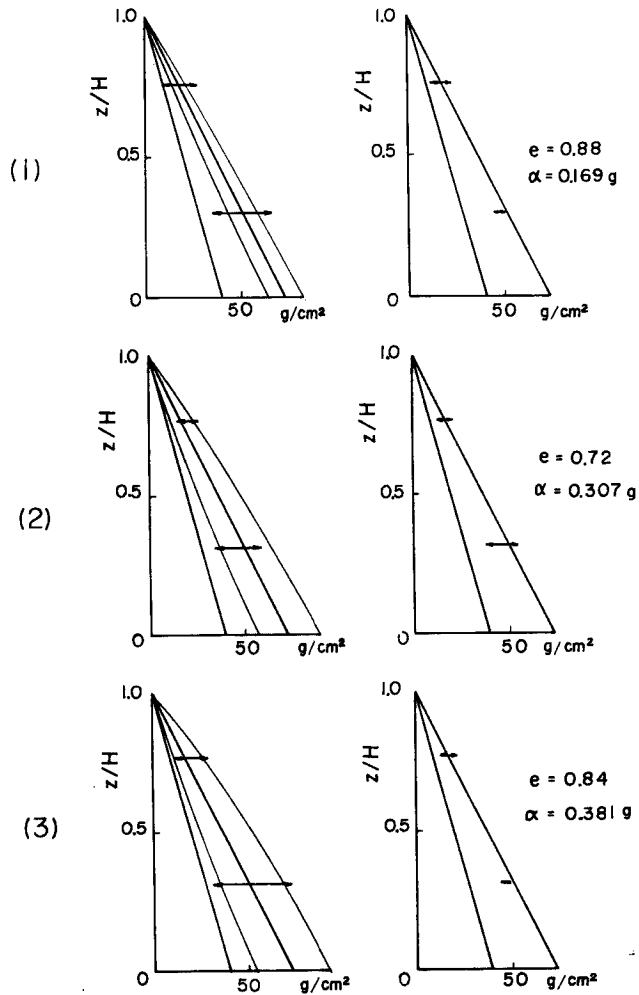 (1)
z/H
1.0
0.5
0
50
g/cm²
z/H
1.0
0.5
0
50
g/cm²
e = 0.88
α = 0.169 g
(2)
z/H
1.0
0.5
0
50
g/cm²
z/H
1.0
0.5
0
50
g/cm²
e = 0.72
α = 0.307 g
(3)
z/H
1.0
0.5
0
50
g/cm²
z/H
1.0
0.5
0
50
g/cm²
e = 0.84
α = 0.381 g